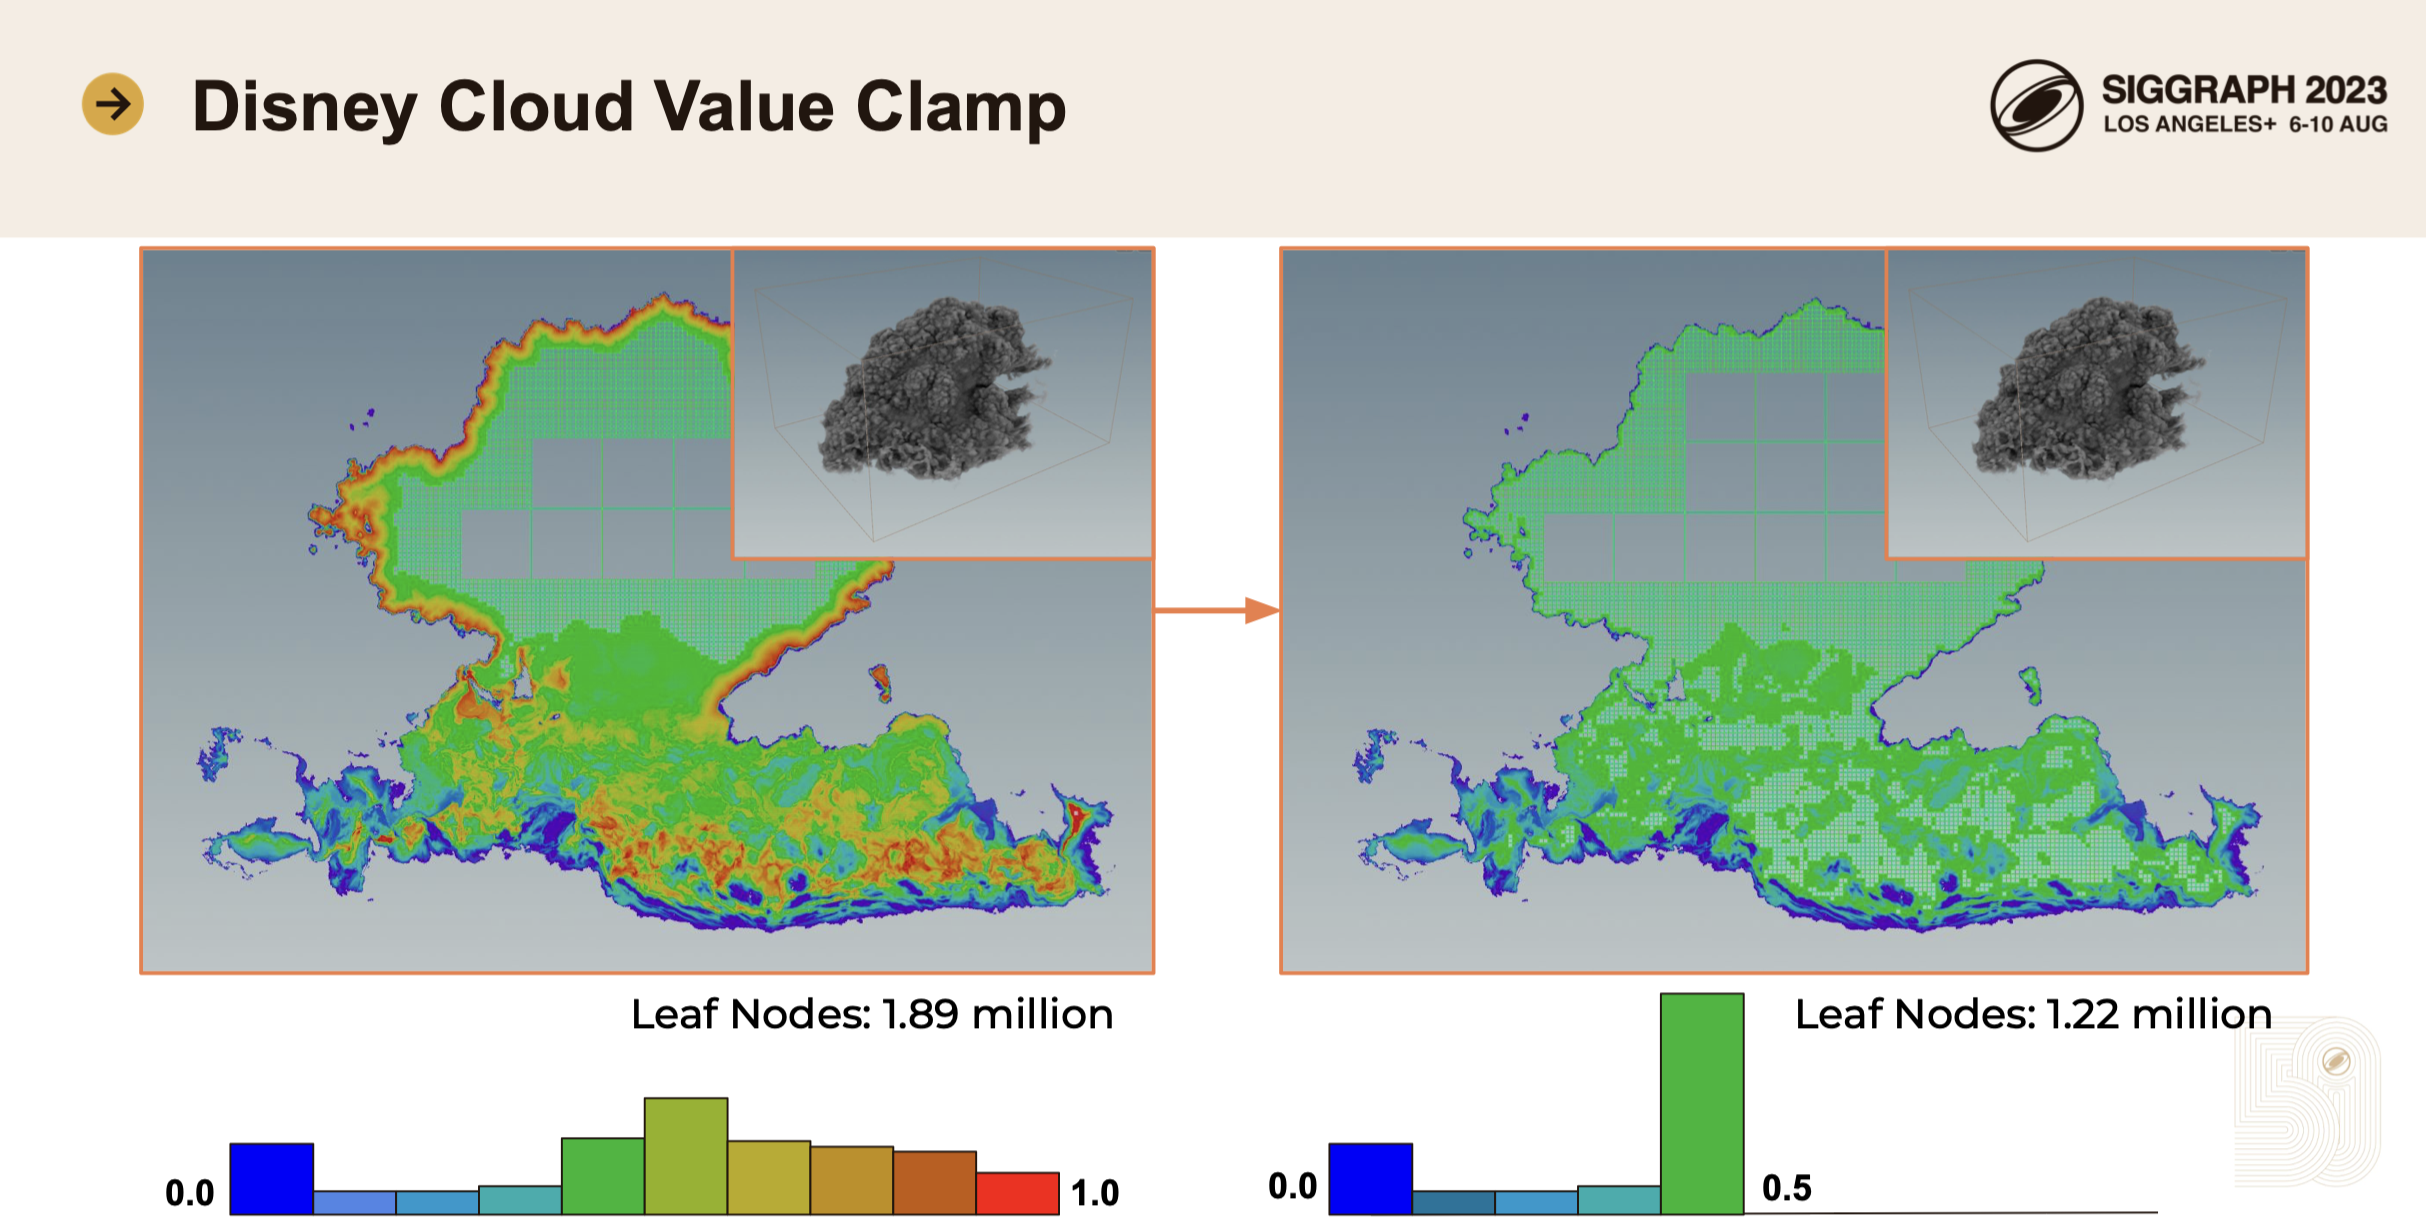 Disney Cloud Value Clamp
SIGGRAPH 2023
LOS ANGELES+ 6-10 AUG
Leaf Nodes: 1.89 million
Leaf Nodes: 1.22 million
0.0
1.0
0.0
0.5
50